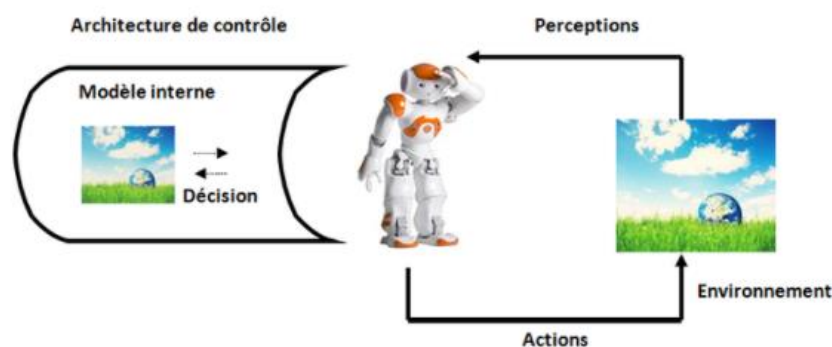 Architecture de contrôle
Perceptions
Modèle interne
Décision
Environnement
Actions